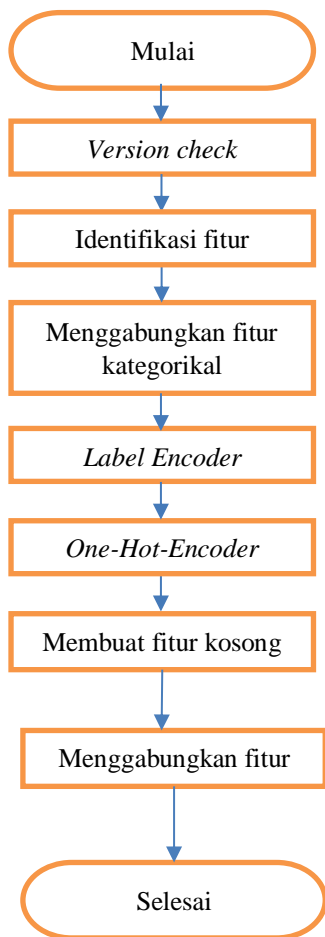 Mulai
Version check
Identifikasi fitur
Menggabungkan fitur
kategorikal
Label Encoder
One-Hot-Encoder
Membuat fitur kosong
Menggabungkan fitur
Selesai